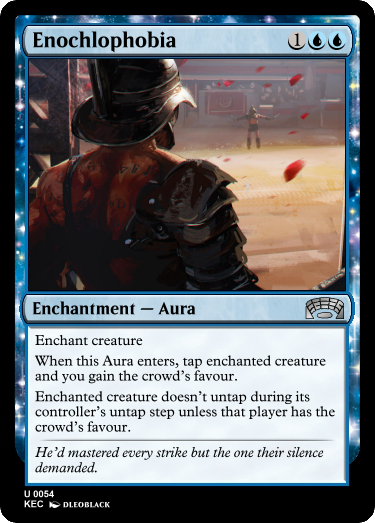 Enochlophobia 1
Enchantment — Aura
Enchant creature
When this Aura enters, tap enchanted creature
and you gain the crowd's favour.
Enchanted creature doesn't untap during its
controller's untap step unless that player has the
crowd's favour.
He'd mastered every strike but the one their silence
demanded.
U 0054
KEC DLEOBLACK